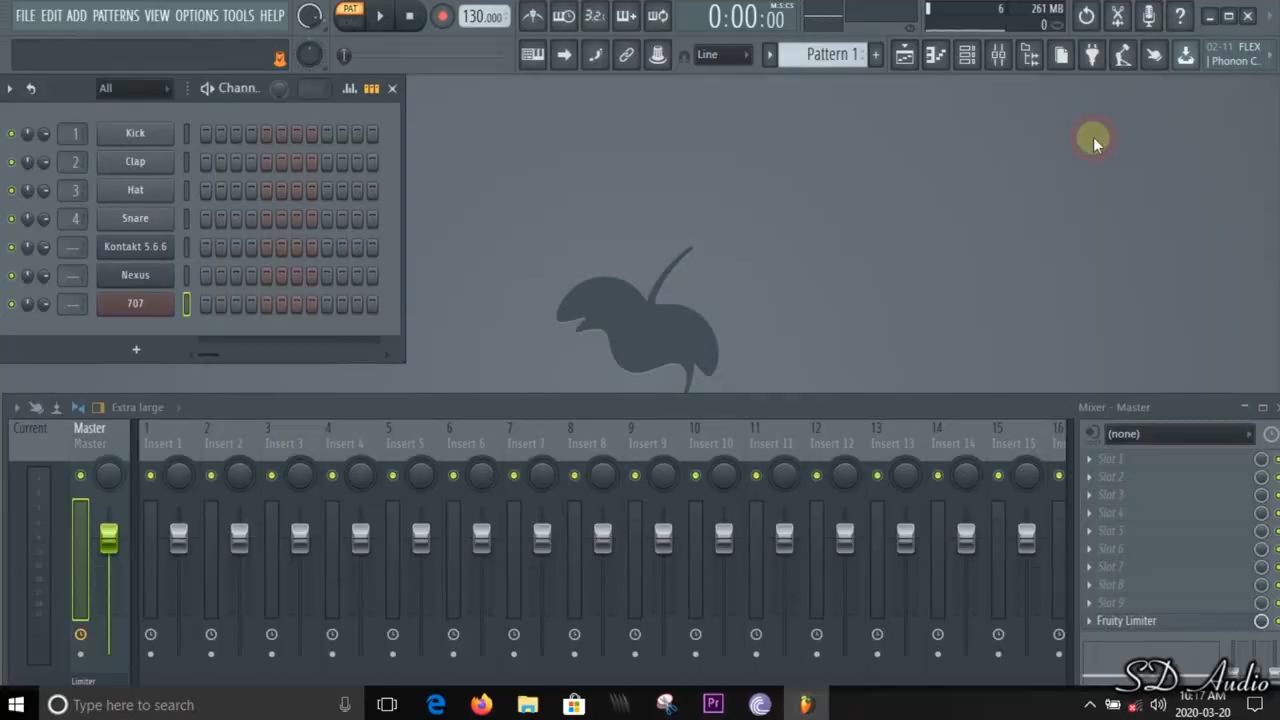 FILE EDIT ADD PATTERNS VIEW OPTIONS TOOLS HELP
PAT
SONG
130.000
3.2.
0:00:00
M:S:CS
6
261 MB
0
Line
Pattern 1
+
02-11 FLEX
| Phonon C..
All
Chann..
1 Kick
2 Clap
3 Hat
4 Snare
--- Kontakt 5.6.6
--- Nexus
--- 707
+
Extra large
Mixer - Master
Current
Master
Master
1 2 3 4 5 6 7 8 9 10 11 12 13 14 15 16
Insert 1 Insert 2 Insert 3 Insert 4 Insert 5 Insert 6 Insert 7 Insert 8 Insert 9 Insert 10 Insert 11 Insert 12 Insert 13 Insert 14 Insert 15
(none)
Slot 1
Slot 2
Slot 3
Slot 4
Slot 5
Slot 6
Slot 7
Slot 8
Slot 9
Fruity Limiter
Limiter
SD Audio
Type here to search
10:17 AM
2020-03-20